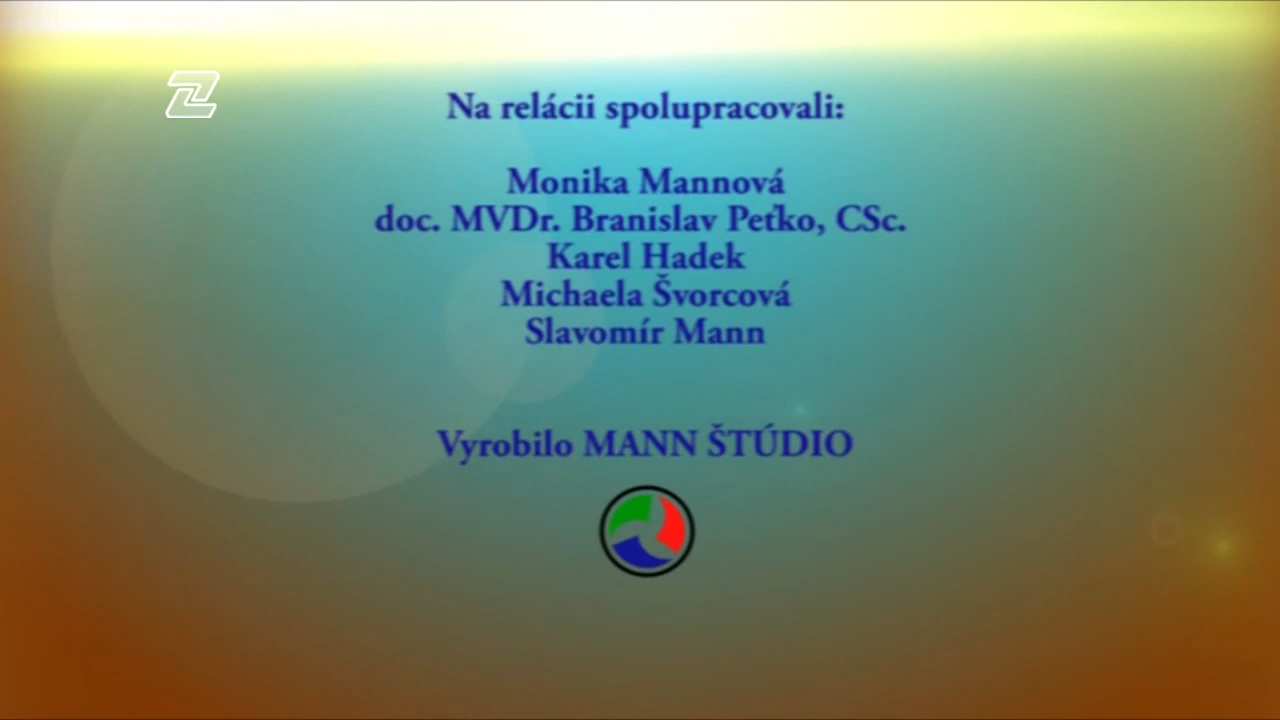 Na relácii spolupracovali:
Monika Mannová
doc. MVDr. Branislav Peťko, CSc.
Karel Hadek
Michaela Švorcová
Slavomír Mann
Vyrobilo MANN ŠTÚDIO